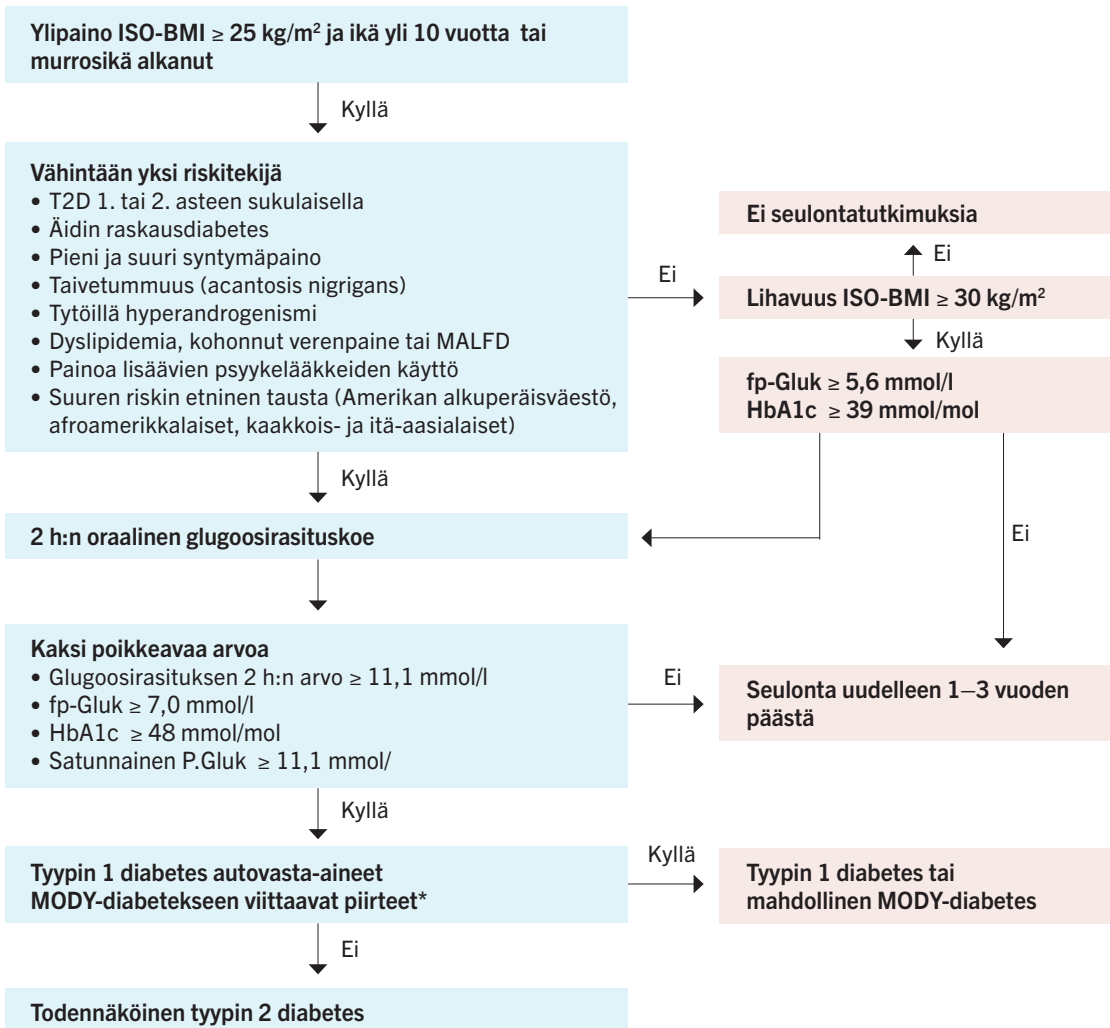 Ylipaino ISO-BMI ≥ 25 kg/m² ja ikä yli 10 vuotta tai
murrosikä alkanut
Kyllä
Vähintään yksi riskitekijä
• T2D 1. tai 2. asteen sukulaisella
• Äidin raskausdiabetes
• Pieni ja suuri syntymäpaino
• Taivetummuus (acantosis nigrigans)
• Tytöillä hyperandrogenismi
• Dyslipidemia, kohonnut verenpaine tai MALFD
• Painoa lisäävien psyykelääkkeiden käyttö
• Suuren riskin etninen tausta (Amerikan alkuperäisväestö,
afroamerikkalaiset, kaakkois- ja itä-aasialaiset)
Ei
Ei seulontatutkimuksia
Ei
Lihavuus ISO-BMI ≥ 30 kg/m²
Kyllä
fp-Gluk ≥ 5,6 mmol/l
HbA1c ≥ 39 mmol/mol
Kyllä
2 h:n oraalinen glugoosirasituskoe
Ei
Kaksi poikkeavaa arvoa
• Glugoosirasituksen 2 h:n arvo ≥ 11,1 mmol/l
• fp-Gluk ≥ 7,0 mmol/l
• HbA1c ≥ 48 mmol/mol
• Satunnainen P.Gluk ≥ 11,1 mmol/
Ei
Seulonta uudelleen 1–3 vuoden
päästä
Kyllä
Tyypin 1 diabetes autovasta-aineet
MODY-diabetekseen viittaavat piirteet*
Kyllä
Tyypin 1 diabetes tai
mahdollinen MODY-diabetes
Ei
Todennäköinen tyypin 2 diabetes